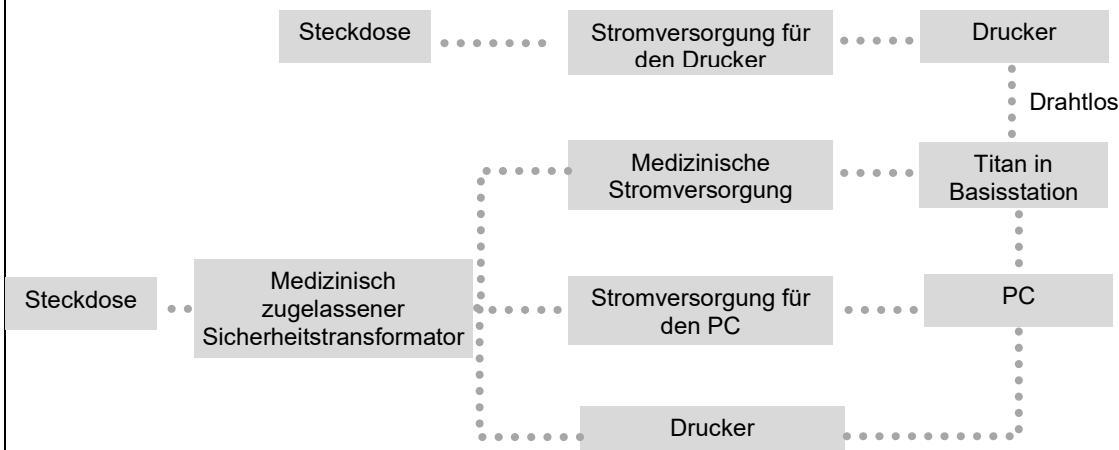 Steckdose
Stromversorgung für
den Drucker
Drucker
Drahtlos
Medizinische
Stromversorgung
Titan in
Basisstation
Steckdose
Medizinisch
zugelassener
Sicherheitstransformator
Stromversorgung für
den PC
PC
Drucker